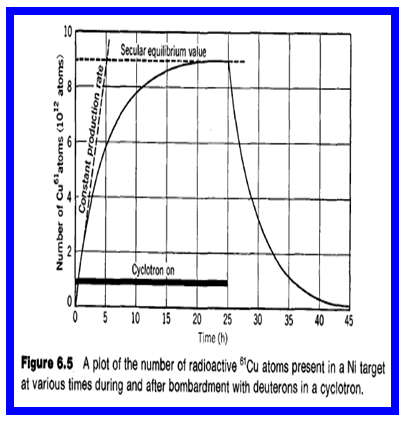 10
8
6
4
2
0
Number of Cu⁶¹ atoms (10¹² atoms)
Constant production rate
Secular equilibrium value
Cyclotron on
0 5 10 15 20 25 30 35 40 45
Time (h)
Figure 6.5 A plot of the number of radioactive ⁶¹Cu atoms present in a Ni target
at various times during and after bombardment with deuterons in a cyclotron.